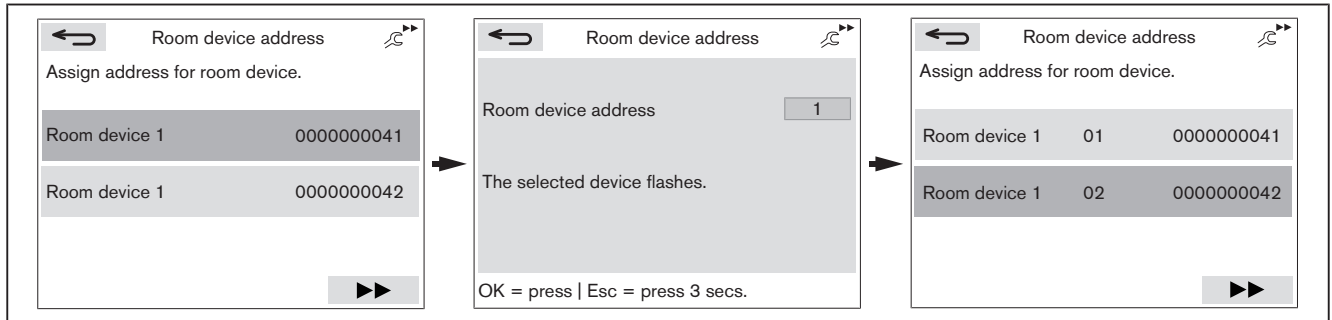 Room device address
Assign address for room device.
Room device 1 0000000041
Room device 1 0000000042
Room device address
Room device address 1
The selected device flashes.
OK = press | Esc = press 3 secs.
Room device address
Assign address for room device.
Room device 1 01 0000000041
Room device 1 02 0000000042